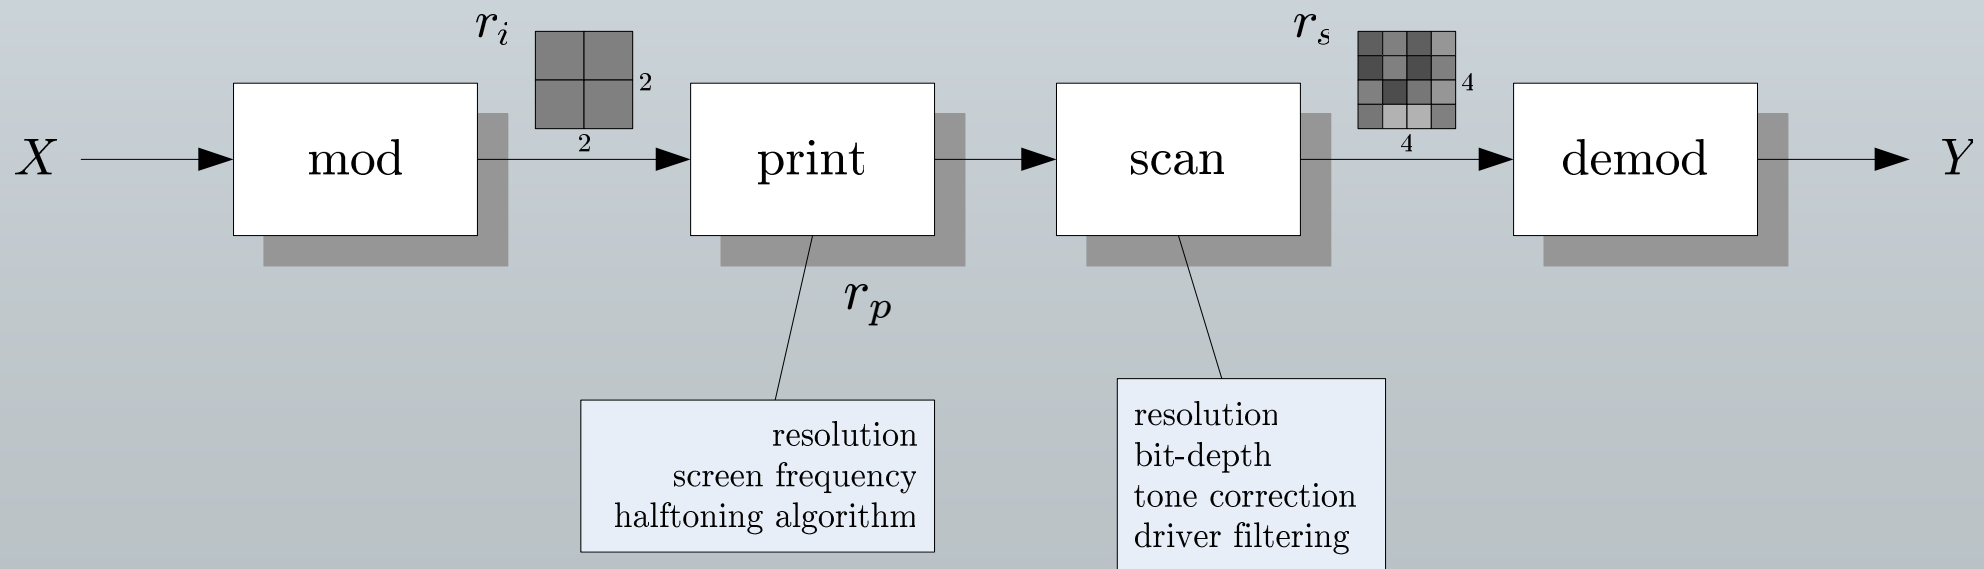 r_i
r_s
2
2
4
4
X
mod
print
scan
demod
Y
r_p
resolution
screen frequency
halftoning algorithm
resolution
bit-depth
tone correction
driver filtering